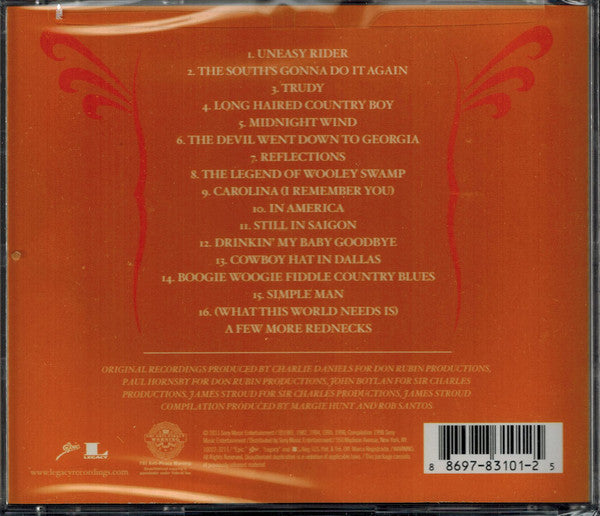 1. UNEASY RIDER
2. THE SOUTH'S GONNA DO IT AGAIN
3. TRUDY
4. LONG HAIRED COUNTRY BOY
5. MIDNIGHT WIND
6. THE DEVIL WENT DOWN TO GEORGIA
7. REFLECTIONS
8. THE LEGEND OF WOOLEY SWAMP
9. CAROLINA (I REMEMBER YOU)
10. IN AMERICA
11. STILL IN SAIGON
12. DRINKIN' MY BABY GOODBYE
13. COWBOY HAT IN DALLAS
14. BOOGIE WOOGIE FIDDLE COUNTRY BLUES
15. SIMPLE MAN
16. (WHAT THIS WORLD NEEDS IS)
A FEW MORE REDNECKS
ORIGINAL RECORDINGS PRODUCED BY CHARLIE DANIELS FOR DON RUBIN PRODUCTIONS,
PAUL HORNSBY FOR DON RUBIN PRODUCTIONS, JOHN BOYLAN FOR SIR CHARLES
PRODUCTIONS, JAMES STROUD FOR SIR CHARLES PRODUCTIONS, JAMES STROUD
COMPILATION PRODUCED BY MARGIE HUNT AND ROB SANTOS.
Epic
L
LEGACY
www.legacyrecordings.com
FBI Anti-Piracy Warning
8 8697-83101-2 5